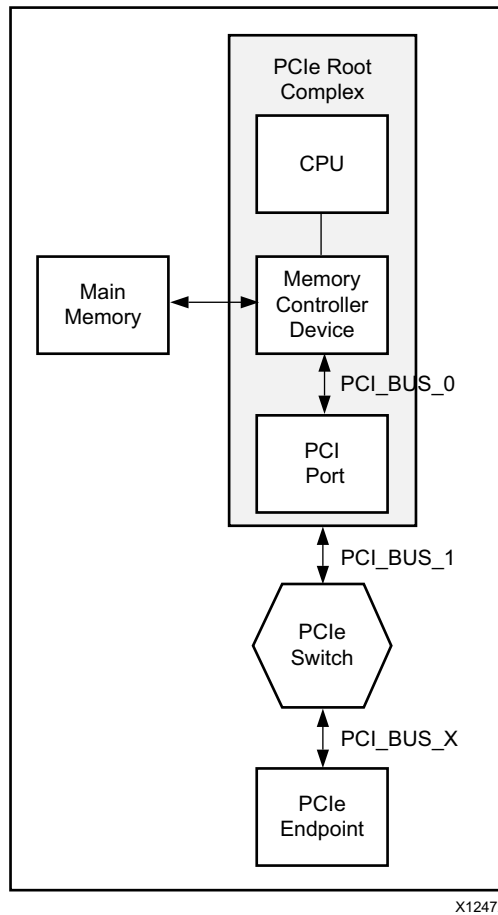 PCIe Root
Complex
CPU
Main
Memory
Memory
Controller
Device
PCI_BUS_0
PCI
Port
PCI_BUS_1
PCIe
Switch
PCI_BUS_X
PCIe
Endpoint
X1247